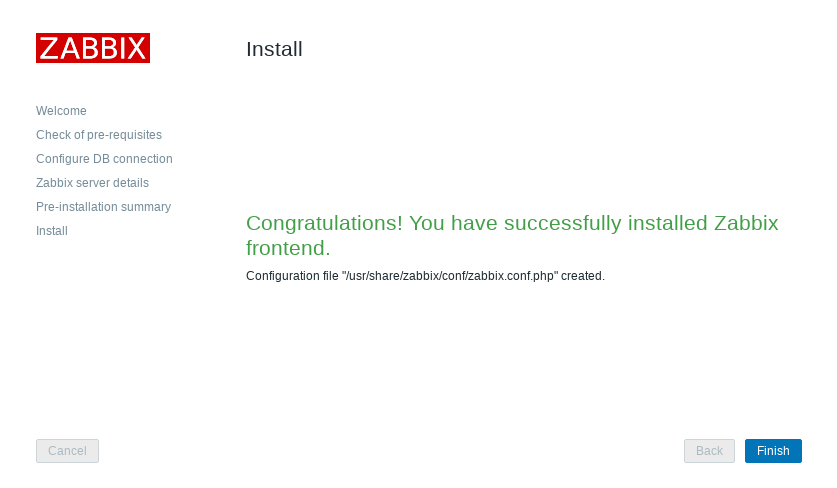 ZABBIX
Install
Welcome
Check of pre-requisites
Configure DB connection
Zabbix server details
Pre-installation summary
Install
Congratulations! You have successfully installed Zabbix
frontend.
Configuration file "/usr/share/zabbix/conf/zabbix.conf.php" created.
Cancel
Back
Finish